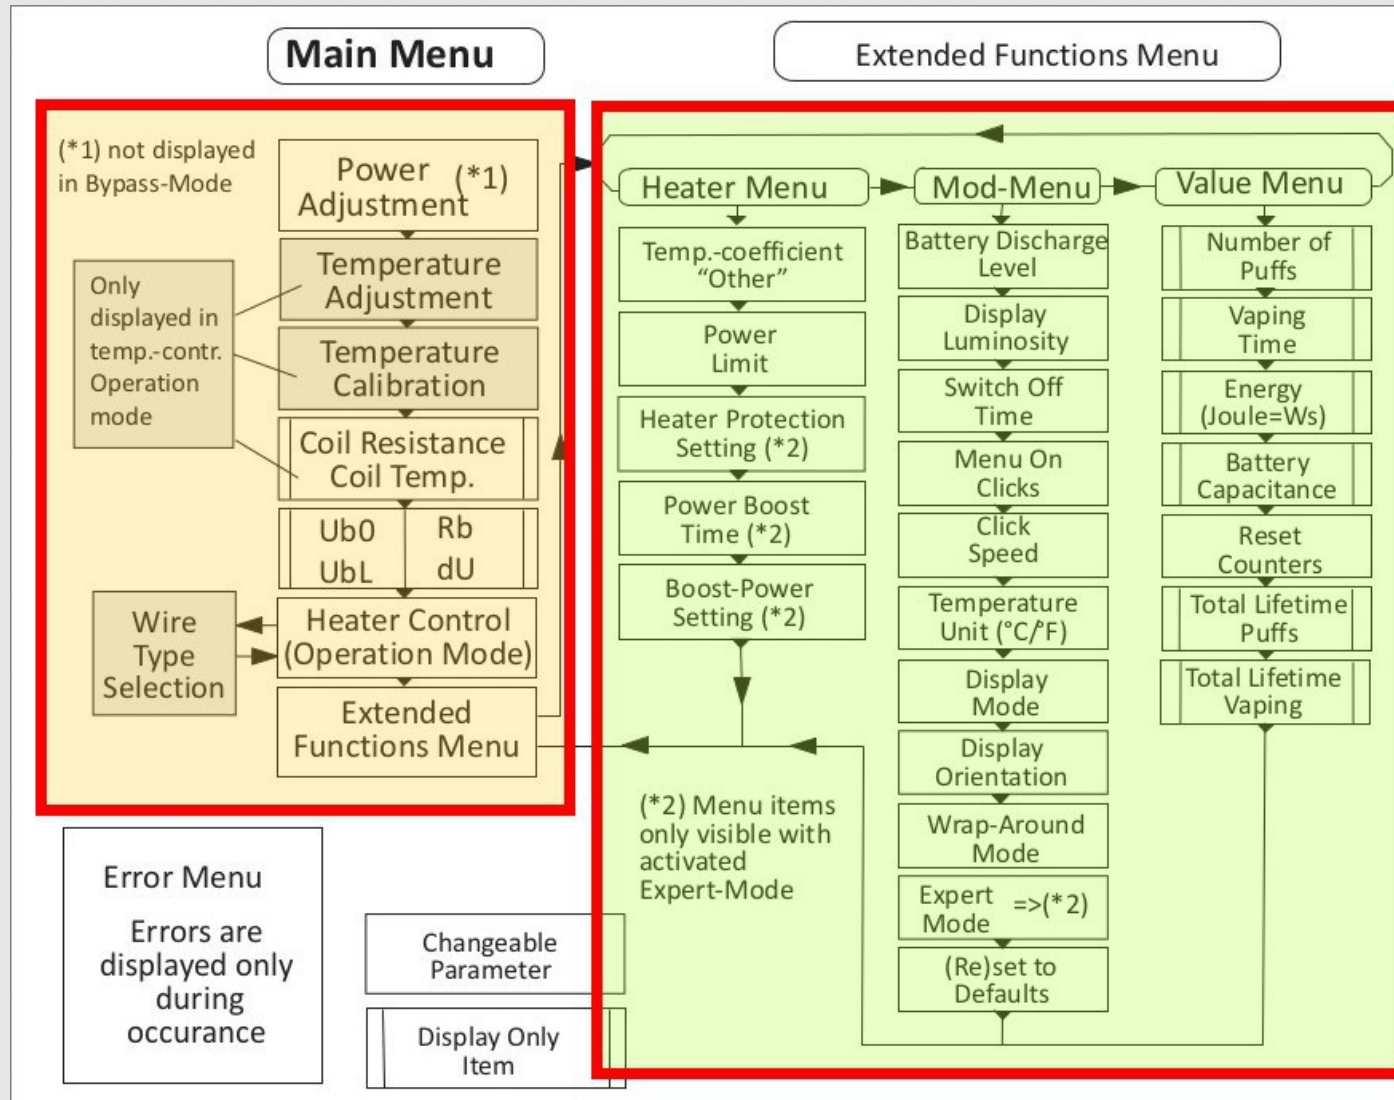 Main Menu
Extended Functions Menu
(*1) not displayed
in Bypass-Mode
Power (*1)
Adjustment
Temperature
Adjustment
Only
displayed in
temp.-contr.
Operation
mode
Temperature
Calibration
Coil Resistance
Coil Temp.
Ub0 Rb
UbL dU
Wire
Type
Selection
Heater Control
(Operation Mode)
Extended
Functions Menu
Heater Menu
Temp.-coefficient
“Other”
Power
Limit
Heater Protection
Setting (*2)
Power Boost
Time (*2)
Boost-Power
Setting (*2)
(*2) Menu items
only visible with
activated
Expert-Mode
Mod-Menu
Battery Discharge
Level
Display
Luminosity
Switch Off
Time
Menu On
Clicks
Click
Speed
Temperature
Unit (°C/°F)
Display
Mode
Display
Orientation
Wrap-Around
Mode
Expert =>(*2)
Mode
(Re)set to
Defaults
Value Menu
Number of
Puffs
Vaping
Time
Energy
(Joule=Ws)
Battery
Capacitance
Reset
Counters
Total Lifetime
Puffs
Total Lifetime
Vaping
Error Menu
Errors are
displayed only
during
occurance
Changeable
Parameter
Display Only
Item